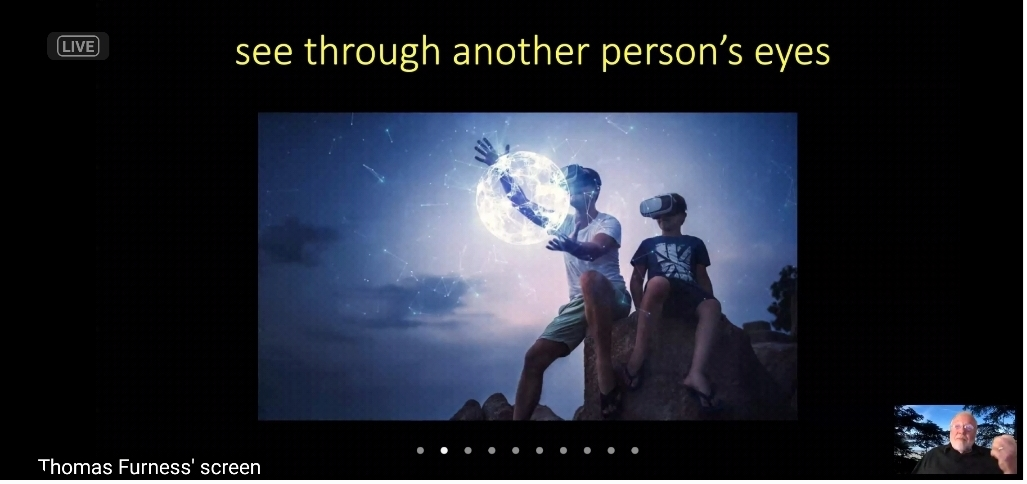 LIVE
see through another person’s eyes
Thomas Furness' screen